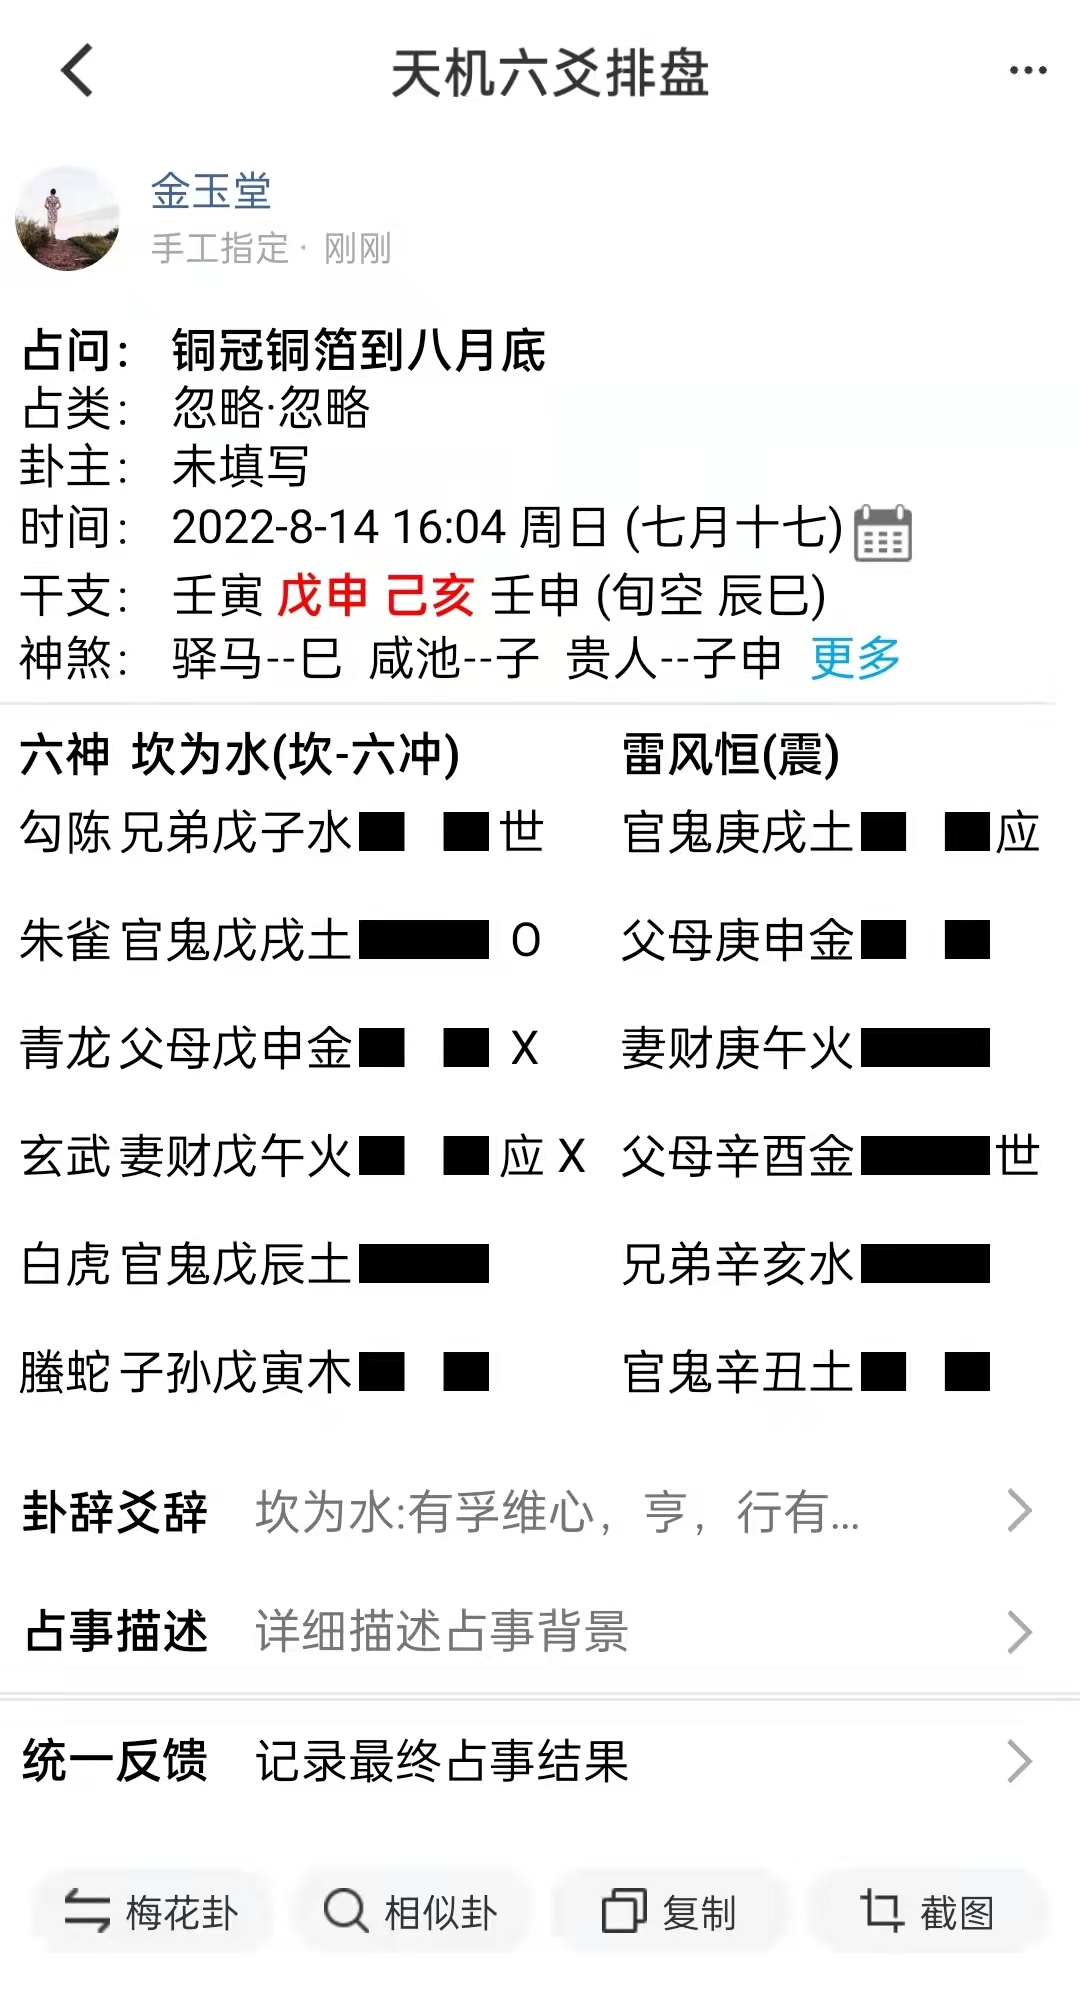 天机六爻排盘
金玉堂
手工指定· 刚刚
占问： 铜冠铜箔到八月底
占类： 忽略·忽略
卦主： 未填写
时间： 2022-8-14 16:04 周日 (七月十七)
干支： 壬寅 戊申 己亥 壬申 (旬空 辰巳)
神煞： 驿马--巳 咸池--子 贵人--子申 更多
六神 坎为水(坎-六冲) 雷风恒(震)
勾陈 兄弟戊子水 世 官鬼庚戌土 应
朱雀 官鬼戊戌土 O 父母庚申金
青龙 父母戊申金 X 妻财庚午火
玄武 妻财戊午火 应 X 父母辛酉金 世
白虎 官鬼戊辰土 兄弟辛亥水
螣蛇 子孙戊寅木 官鬼辛丑土
卦辞爻辞 坎为水:有孚维心，亨，行有...
占事描述 详细描述占事背景
统一反馈 记录最终占事结果
梅花卦 相似卦 复制 截图